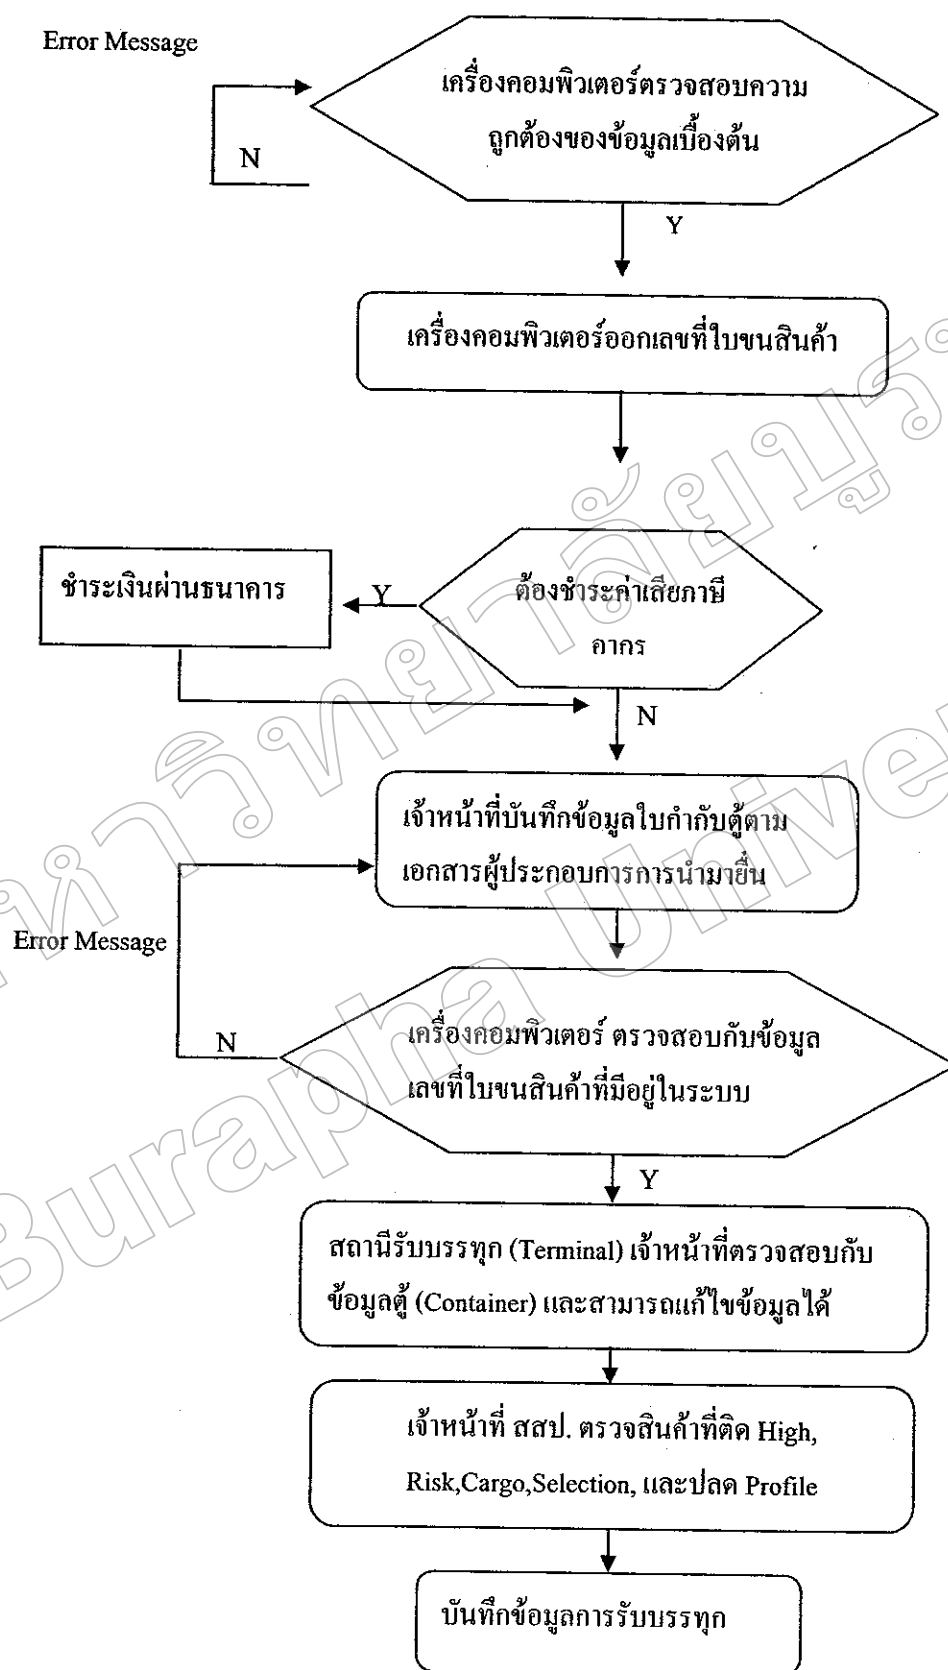 Error Message
เครื่องคอมพิวเตอร์ตรวจสอบความ
ถูกต้องของข้อมูลเบื้องต้น
N
Y
เครื่องคอมพิวเตอร์ออกเลขที่ใบขนสินค้า
ชำระเงินผ่านธนาคาร
Y
ต้องชำระค่าเสียภาษี
อากร
N
เจ้าหน้าที่บันทึกข้อมูลใบกำกับตู้ตาม
เอกสารผู้ประกอบการการนำมายื่น
Error Message
N
เครื่องคอมพิวเตอร์ ตรวจสอบกับข้อมูล
เลขที่ใบขนสินค้าที่มีอยู่ในระบบ
Y
สถานีรับบรรทุก (Terminal) เจ้าหน้าที่ตรวจสอบกับ
ข้อมูลตู้ (Container) และสามารถแก้ไขข้อมูลได้
เจ้าหน้าที่ สสป. ตรวจสินค้าที่ติด High,
Risk,Cargo,Selection, และปลด Profile
บันทึกข้อมูลการรับบรรทุก
Burapha